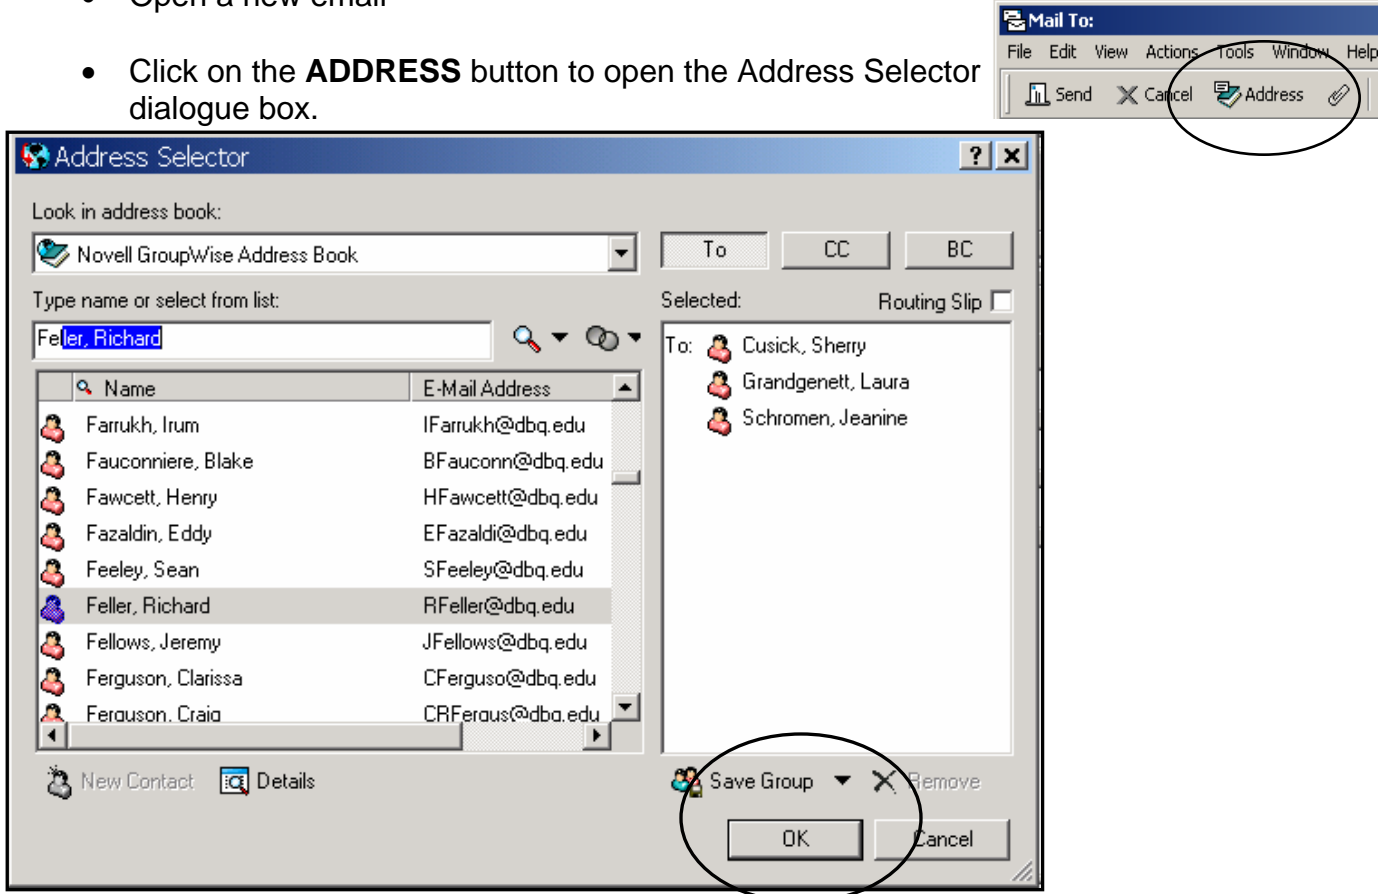 • Open a new email
• Click on the ADDRESS button to open the Address Selector
dialogue box.
Mail To:
File Edit View Actions Tools Window Help
Send Cancel Address
Address Selector
Look in address book:
Novell GroupWise Address Book
To CC BC
Type name or select from list:
Selected: Routing Slip
Feller, Richard
Name E-Mail Address
Farrukh, Irum IFarrukh@dbq.edu
Fauconniere, Blake BFauconn@dbq.edu
Fawcett, Henry HFawcett@dbq.edu
Fazaldin, Eddy EFazaldi@dbq.edu
Feeley, Sean SFeeley@dbq.edu
Feller, Richard RFeller@dbq.edu
Fellows, Jeremy JFellows@dbq.edu
Ferguson, Clarissa CFerguso@dbq.edu
Ferguson, Craig CRFergus@dbq.edu
To: Cusick, Sherry
Grandgenett, Laura
Schromen, Jeanine
New Contact Details
Save Group Remove
OK Cancel